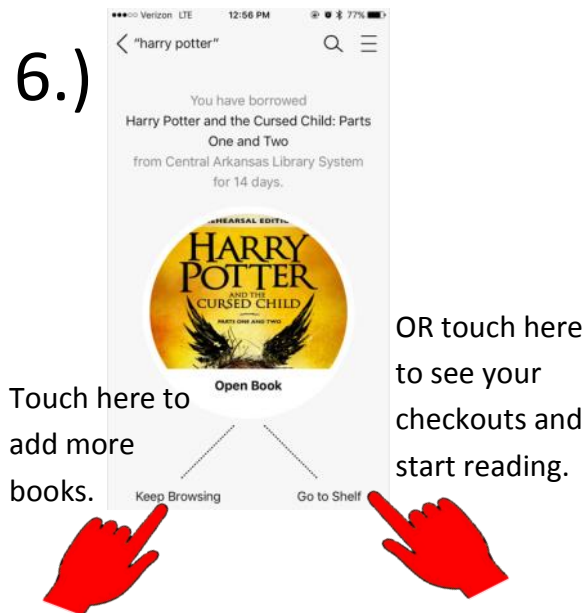 6.)
Verizon LTE 12:56 PM 77%
"harry potter"
You have borrowed
Harry Potter and the Cursed Child: Parts
One and Two
from Central Arkansas Library System
for 14 days.
HARRY
POTTER
AND THE
CURSED CHILD
PARTS ONE AND TWO
Open Book
Touch here to
add more
books.
OR touch here
to see your
checkouts and
start reading.
Keep Browsing Go to Shelf